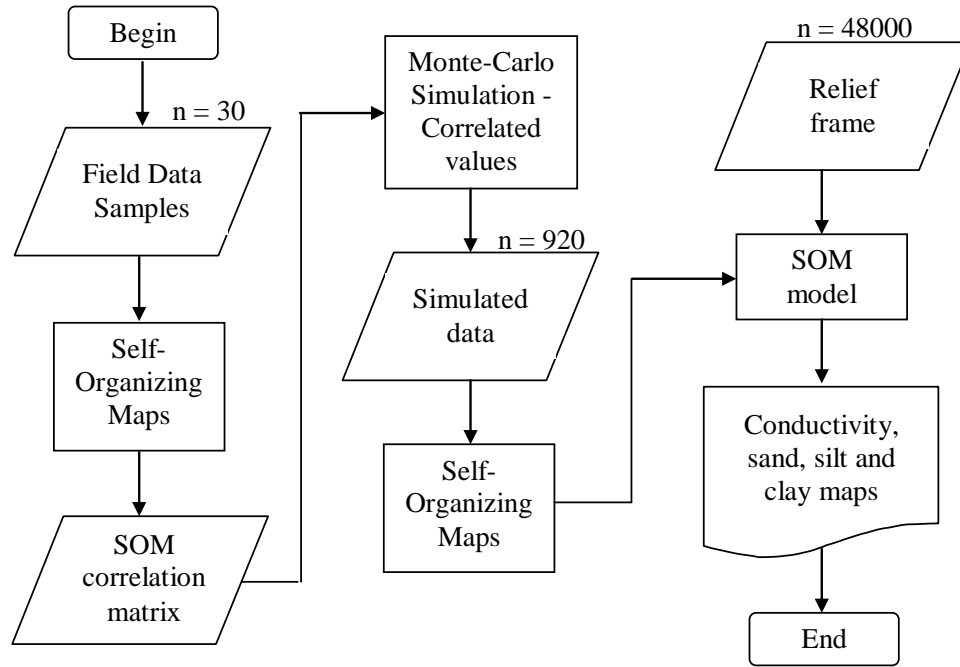 Begin
n = 30
Field Data
Samples
Self-
Organizing
Maps
SOM
correlation
matrix
Monte-Carlo
Simulation -
Correlated
values
n = 920
Simulated
data
Self-
Organizing
Maps
n = 48000
Relief
frame
SOM
model
Conductivity,
sand, silt and
clay maps
End